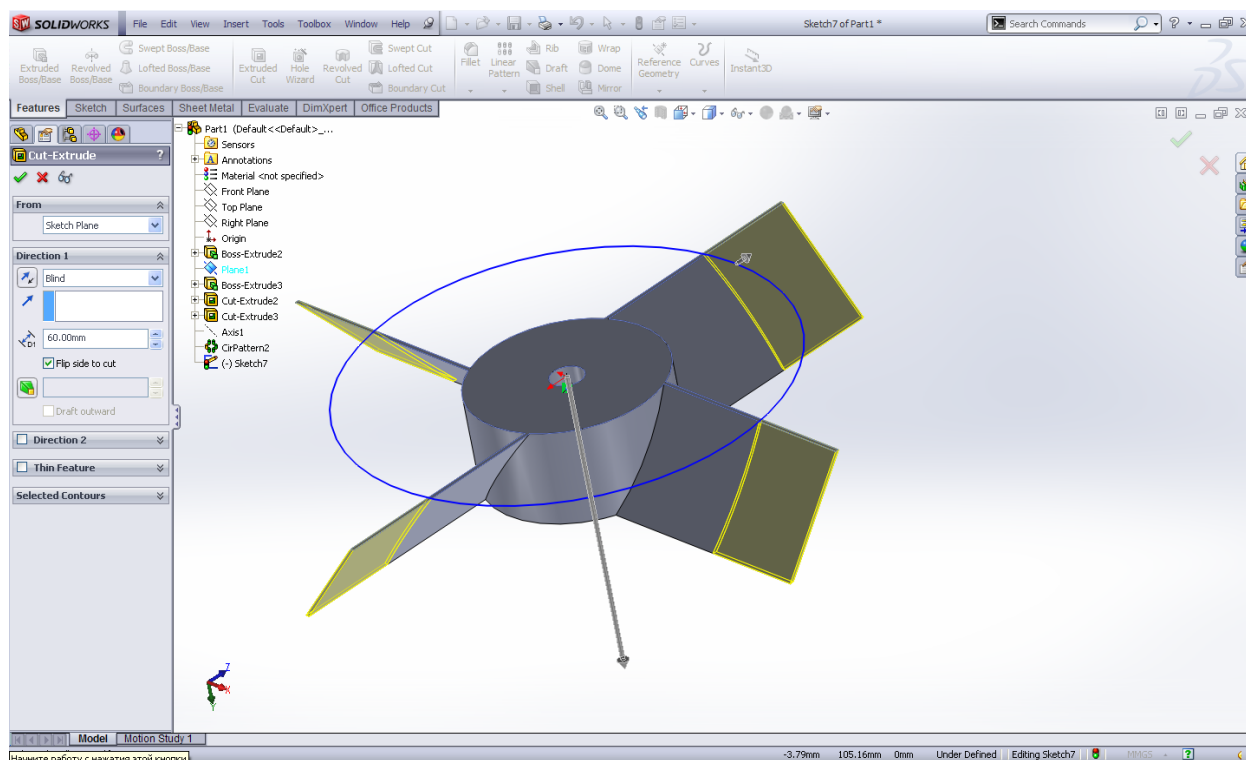 SOLIDWORKS File Edit View Insert Tools Toolbox Window Help Sketch7 of Part1 * Search Commands
Extruded Boss/Base Revolved Boss/Base Swept Boss/Base Lofted Boss/Base Boundary Boss/Base Extruded Cut Hole Wizard Revolved Cut Swept Cut Lofted Cut Boundary Cut Fillet Linear Pattern Rib Draft Shell Wrap Dome Mirror Reference Geometry Curves Instant3D
Features Sketch Surfaces Sheet Metal Evaluate DimXpert Office Products
Cut-Extrude ?
From
Sketch Plane
Direction 1
Blind
D1 60.00mm
Flip side to cut
Draft outward
Direction 2
Thin Feature
Selected Contours
Part1 (Default<<Default>_...
Sensors
Annotations
Material <not specified>
Front Plane
Top Plane
Right Plane
Origin
Boss-Extrude2
Plane1
Boss-Extrude3
Cut-Extrude2
Cut-Extrude3
Axis1
CirPattern2
(-) Sketch7
Z
X
Y
Model Motion Study 1
Начните работу с нажатия этой кнопки
-3.79mm 105.16mm 0mm Under Defined Editing Sketch7 MMGS